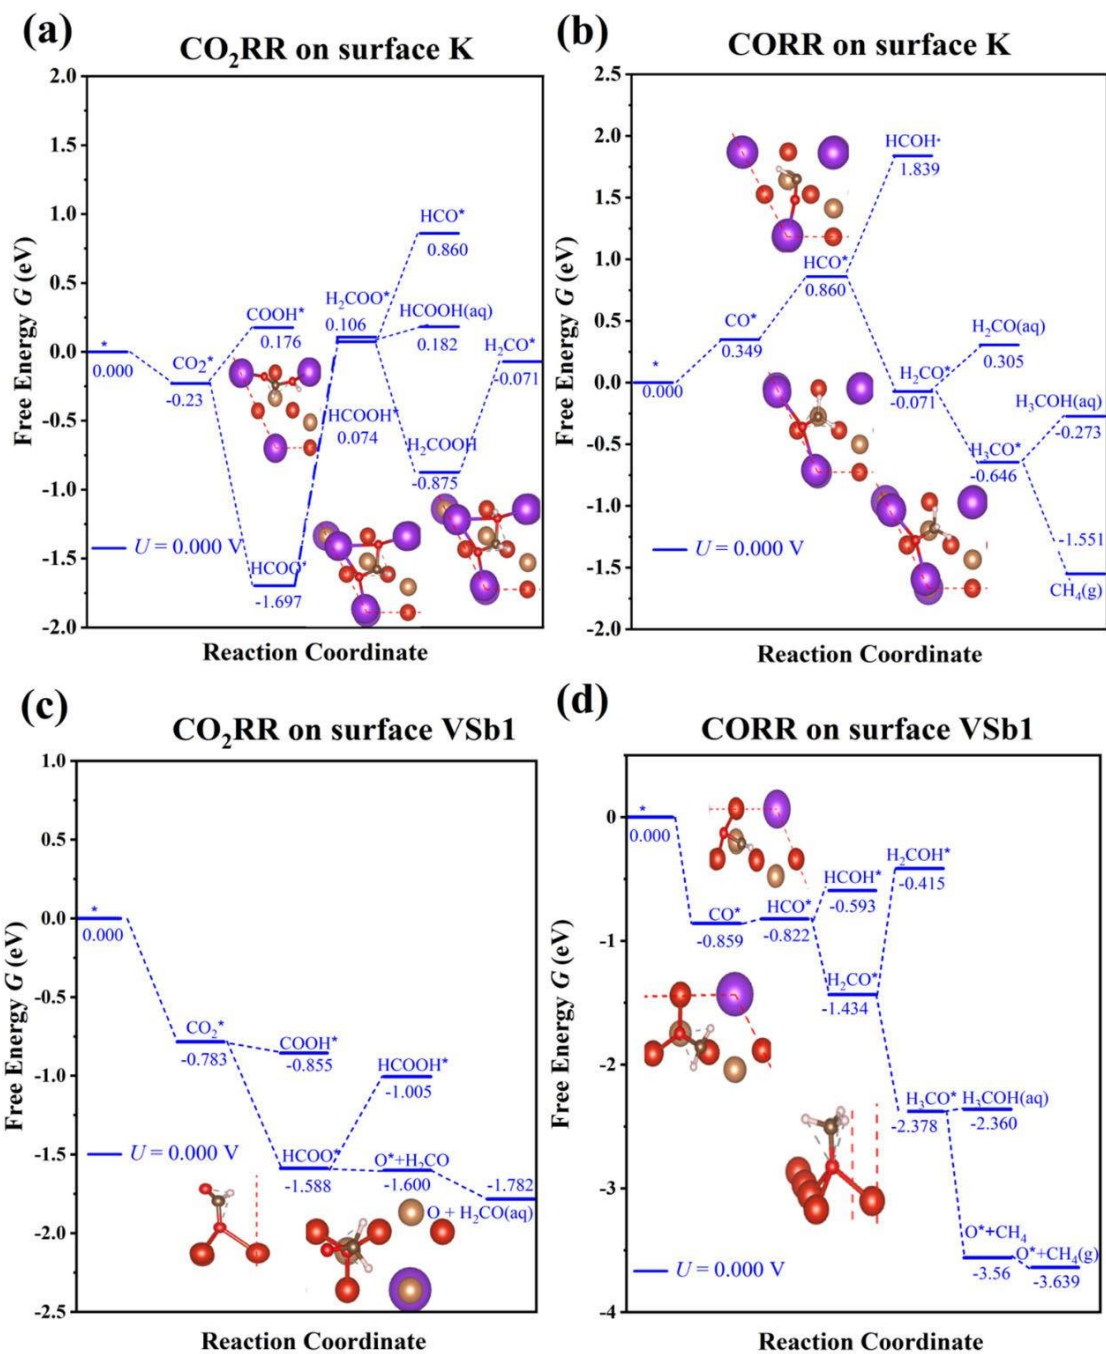 (a)
CO₂RR on surface K
Free Energy G (eV)
2.0
1.5
1.0
0.5
0.0
-0.5
-1.0
-1.5
-2.0
*
0.000
CO₂*
-0.23
COOH*
0.176
HCOO*
-1.697
H₂COO*
0.106
HCOOH*
0.074
HCO*
0.860
HCOOH(aq)
0.182
H₂COOH
-0.875
H₂CO*
-0.071
U = 0.000 V
Reaction Coordinate
(b)
CORR on surface K
Free Energy G (eV)
2.5
2.0
1.5
1.0
0.5
0.0
-0.5
-1.0
-1.5
-2.0
*
0.000
CO*
0.349
HCO*
0.860
HCOH*
1.839
H₂CO*
-0.071
H₂CO(aq)
0.305
H₃CO*
-0.646
H₃COH(aq)
-0.273
-1.551
CH₄(g)
U = 0.000 V
Reaction Coordinate
(c)
CO₂RR on surface VSb1
Free Energy G (eV)
1.0
0.5
0.0
-0.5
-1.0
-1.5
-2.0
-2.5
*
0.000
CO₂*
-0.783
COOH*
-0.855
HCOO*
-1.588
HCOOH*
-1.005
O*+H₂CO
-1.600
-1.782
O + H₂CO(aq)
U = 0.000 V
Reaction Coordinate
(d)
CORR on surface VSb1
Free Energy G (eV)
0
-1
-2
-3
-4
*
0.000
CO*
-0.859
HCO*
-0.822
HCOH*
-0.593
H₂COH*
-0.415
H₂CO*
-1.434
H₃CO*
-2.378
H₃COH(aq)
-2.360
O*+CH₄
-3.56
O*+CH₄(g)
-3.639
U = 0.000 V
Reaction Coordinate